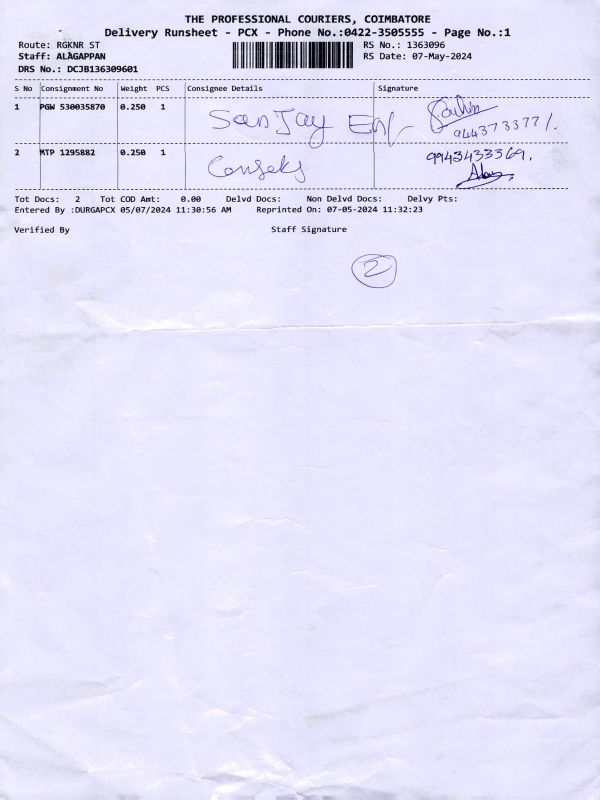 THE PROFESSIONAL COURIERS, COIMBATORE
Delivery Runsheet - PCX - Phone No.:0422-3505555 - Page No.:1
Route: RGKNR ST RS No.: 1363096
Staff: ALAGAPPAN RS Date: 07-May-2024
DRS No.: DCJB136309601
S No Consignment No Weight PCS Consignee Details Signature
1 PGW 530035870 0.250 1 SanJay
2 MTP 1295882 0.250 1 9943433369.
Tot Docs: 2 Tot COD Amt: 0.00 Delvd Docs: Non Delvd Docs: Delvy Pts:
Entered By :DURGAPCX 05/07/2024 11:30:56 AM Reprinted On: 07-05-2024 11:32:23
Verified By Staff Signature
2